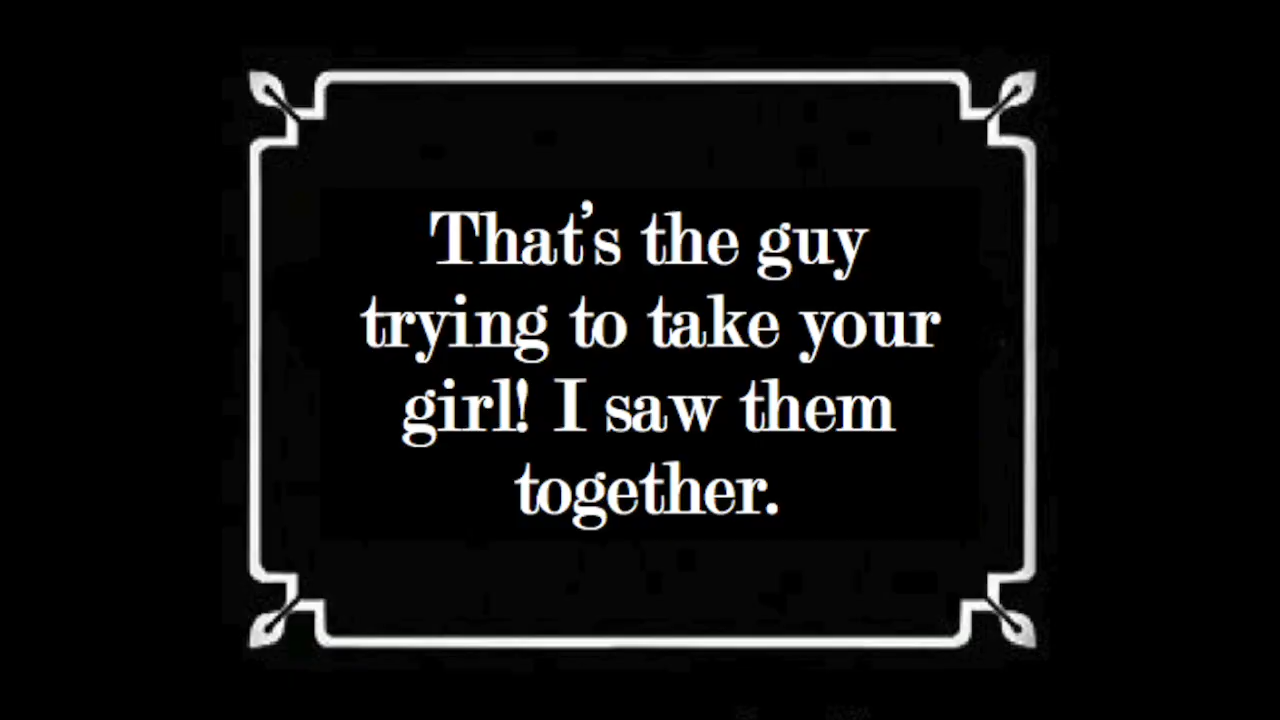 That's the guy
trying to take your
girl! I saw them
together.